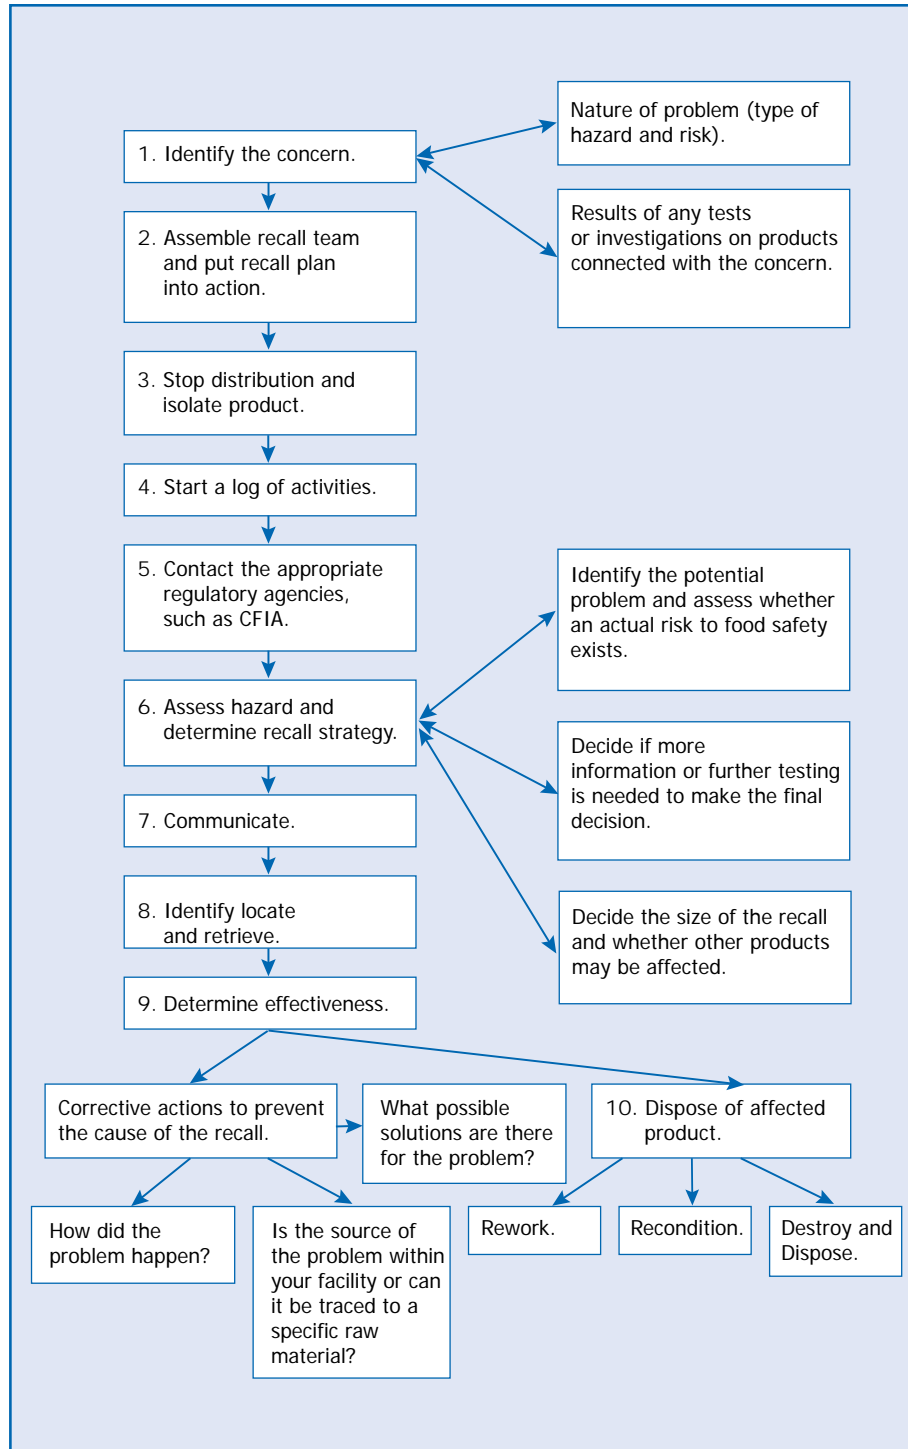 Nature of problem (type of
hazard and risk).
1. Identify the concern.
Results of any tests
or investigations on products
connected with the concern.
2. Assemble recall team
and put recall plan
into action.
3. Stop distribution and
isolate product.
4. Start a log of activities.
5. Contact the appropriate
regulatory agencies,
such as CFIA.
Identify the potential
problem and assess whether
an actual risk to food safety
exists.
6. Assess hazard and
determine recall strategy.
Decide if more
information or further testing
is needed to make the final
decision.
7. Communicate.
8. Identify locate
and retrieve.
Decide the size of the recall
and whether other products
may be affected.
9. Determine effectiveness.
Corrective actions to prevent
the cause of the recall.
What possible
solutions are there
for the problem?
10. Dispose of affected
product.
How did the
problem happen?
Is the source of
the problem within
your facility or can
it be traced to a
specific raw
material?
Rework.
Recondition.
Destroy and
Dispose.